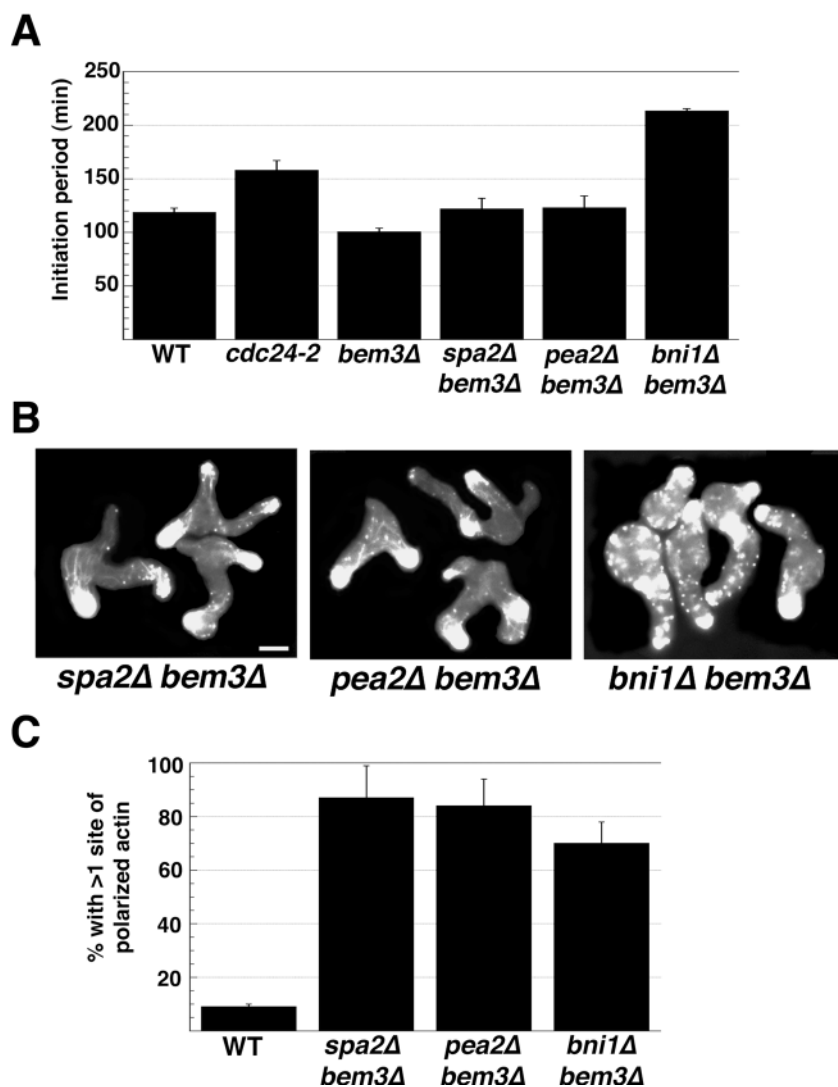 A
Initiation period (min)
250
200
150
100
50
WT
cdc24-2
bem3Δ
spa2Δ
bem3Δ
pea2Δ
bem3Δ
bni1Δ
bem3Δ
B
spa2Δ bem3Δ
pea2Δ bem3Δ
bni1Δ bem3Δ
C
% with >1 site of
polarized actin
100
80
60
40
20
WT
spa2Δ
bem3Δ
pea2Δ
bem3Δ
bni1Δ
bem3Δ